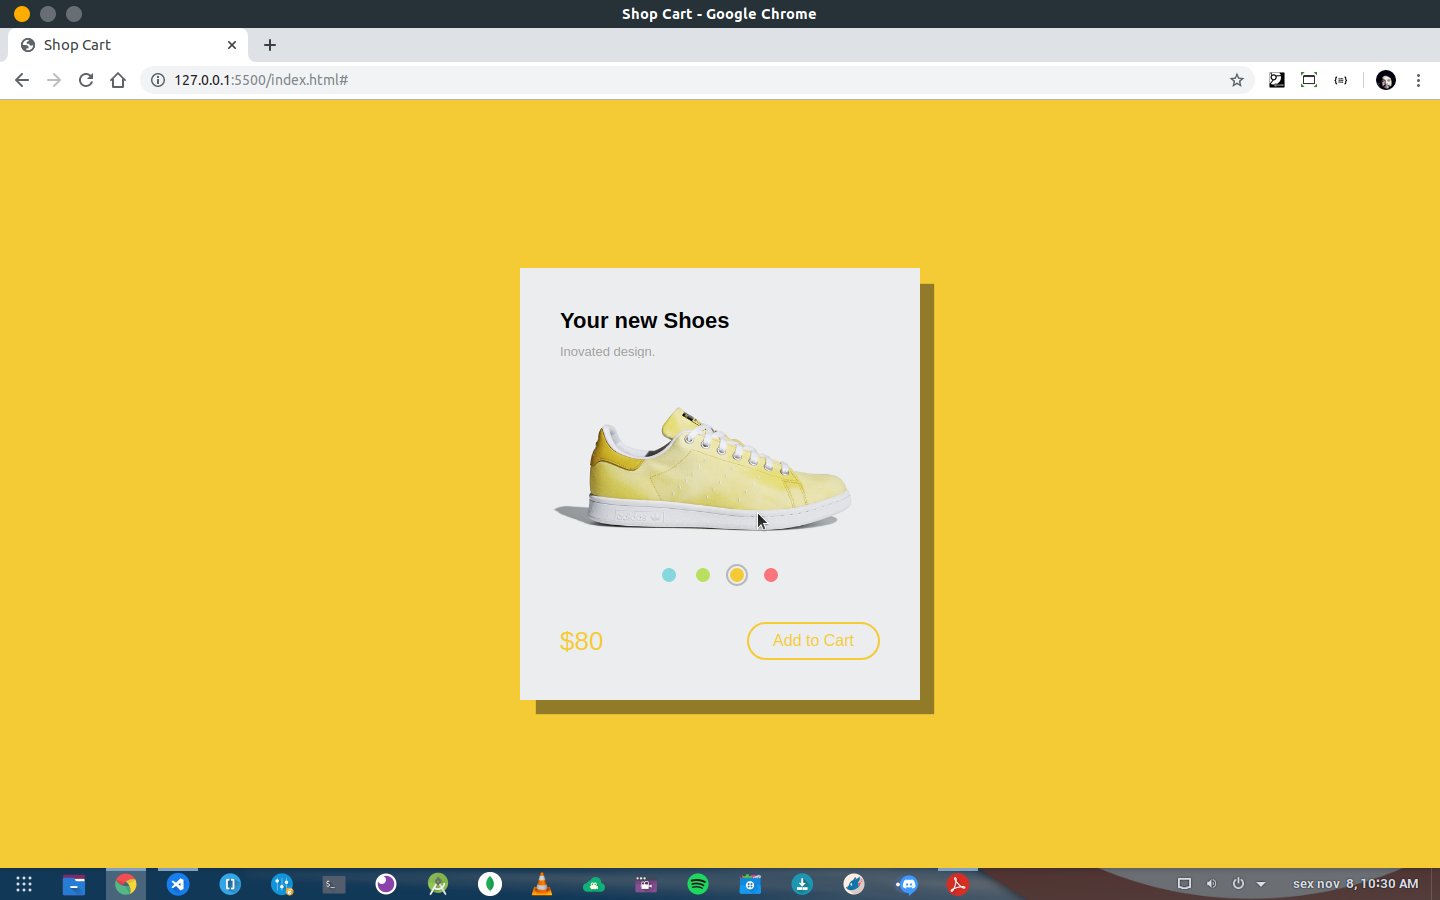 Shop Cart - Google Chrome
Shop Cart
127.0.0.1:5500/index.html#
Your new Shoes
Inovated design.
adidas
$80
Add to Cart
sex nov 8, 10:30 AM